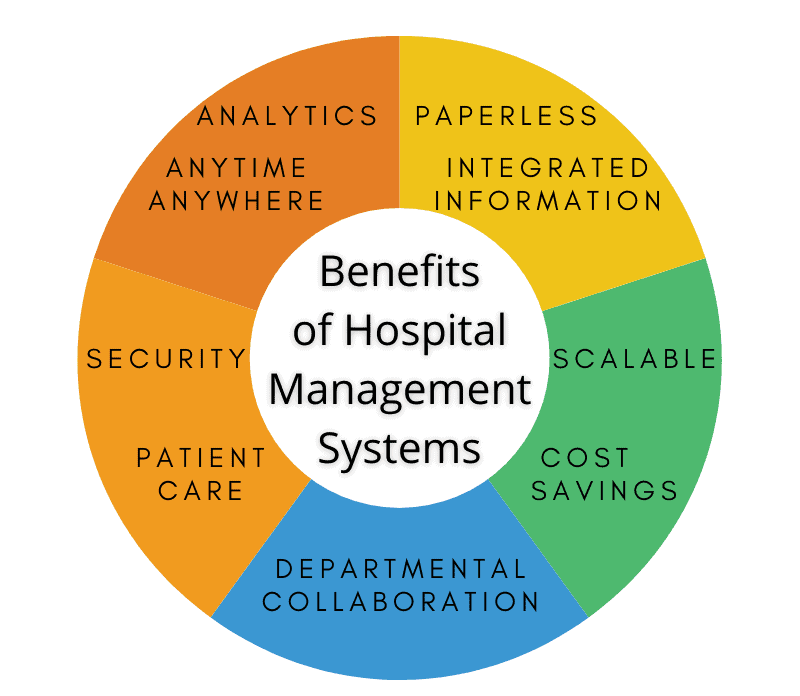 ANALYTICS
ANYTIME
ANYWHERE
PAPERLESS
INTEGRATED
INFORMATION
Benefits
of Hospital
Management
Systems
SECURITY
SCALABLE
PATIENT
CARE
COST
SAVINGS
DEPARTMENTAL
COLLABORATION